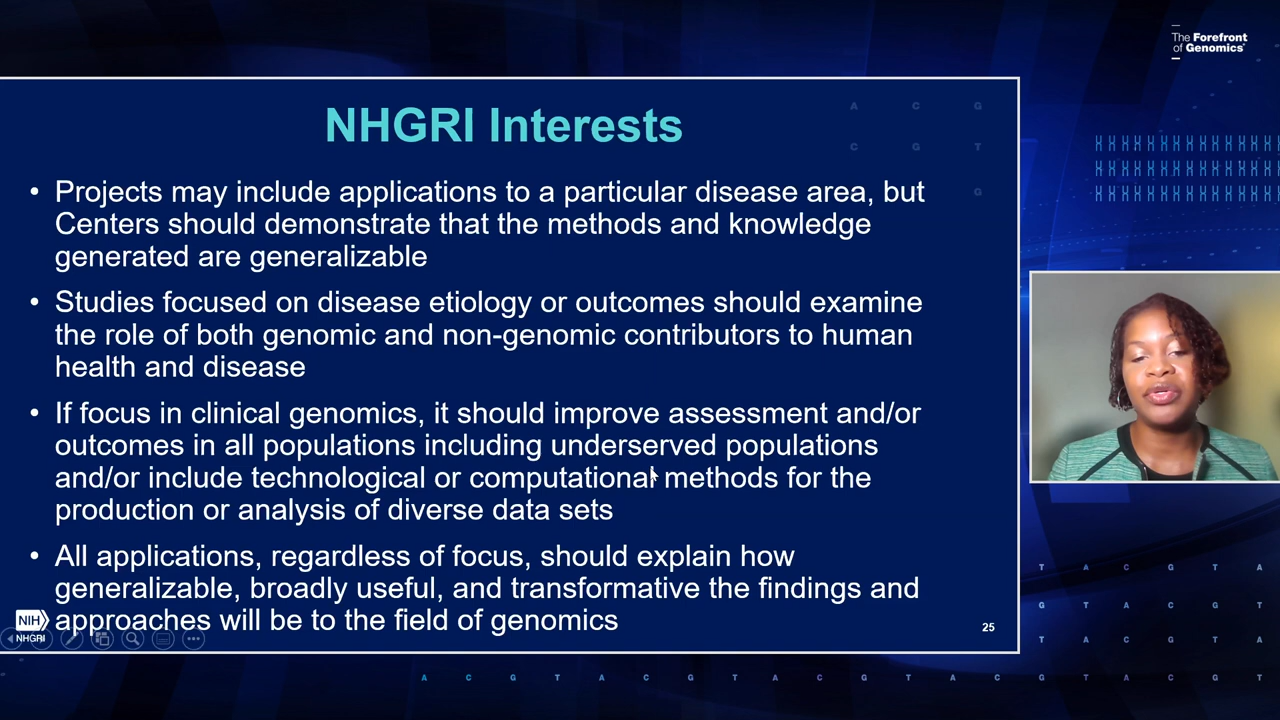 The Forefront
of Genomics®
NHGRI Interests
A C G
C G T
G
• Projects may include applications to a particular disease area, but
Centers should demonstrate that the methods and knowledge
generated are generalizable
• Studies focused on disease etiology or outcomes should examine
the role of both genomic and non-genomic contributors to human
health and disease
• If focus in clinical genomics, it should improve assessment and/or
outcomes in all populations including underserved populations
and/or include technological or computational methods for the
production or analysis of diverse data sets
• All applications, regardless of focus, should explain how
generalizable, broadly useful, and transformative the findings and
approaches will be to the field of genomics
NIH
NHGRI
25
T A C G T A
G T A C G T
T A C G T A
A C G T A C G T A C G T A C G T A C G T